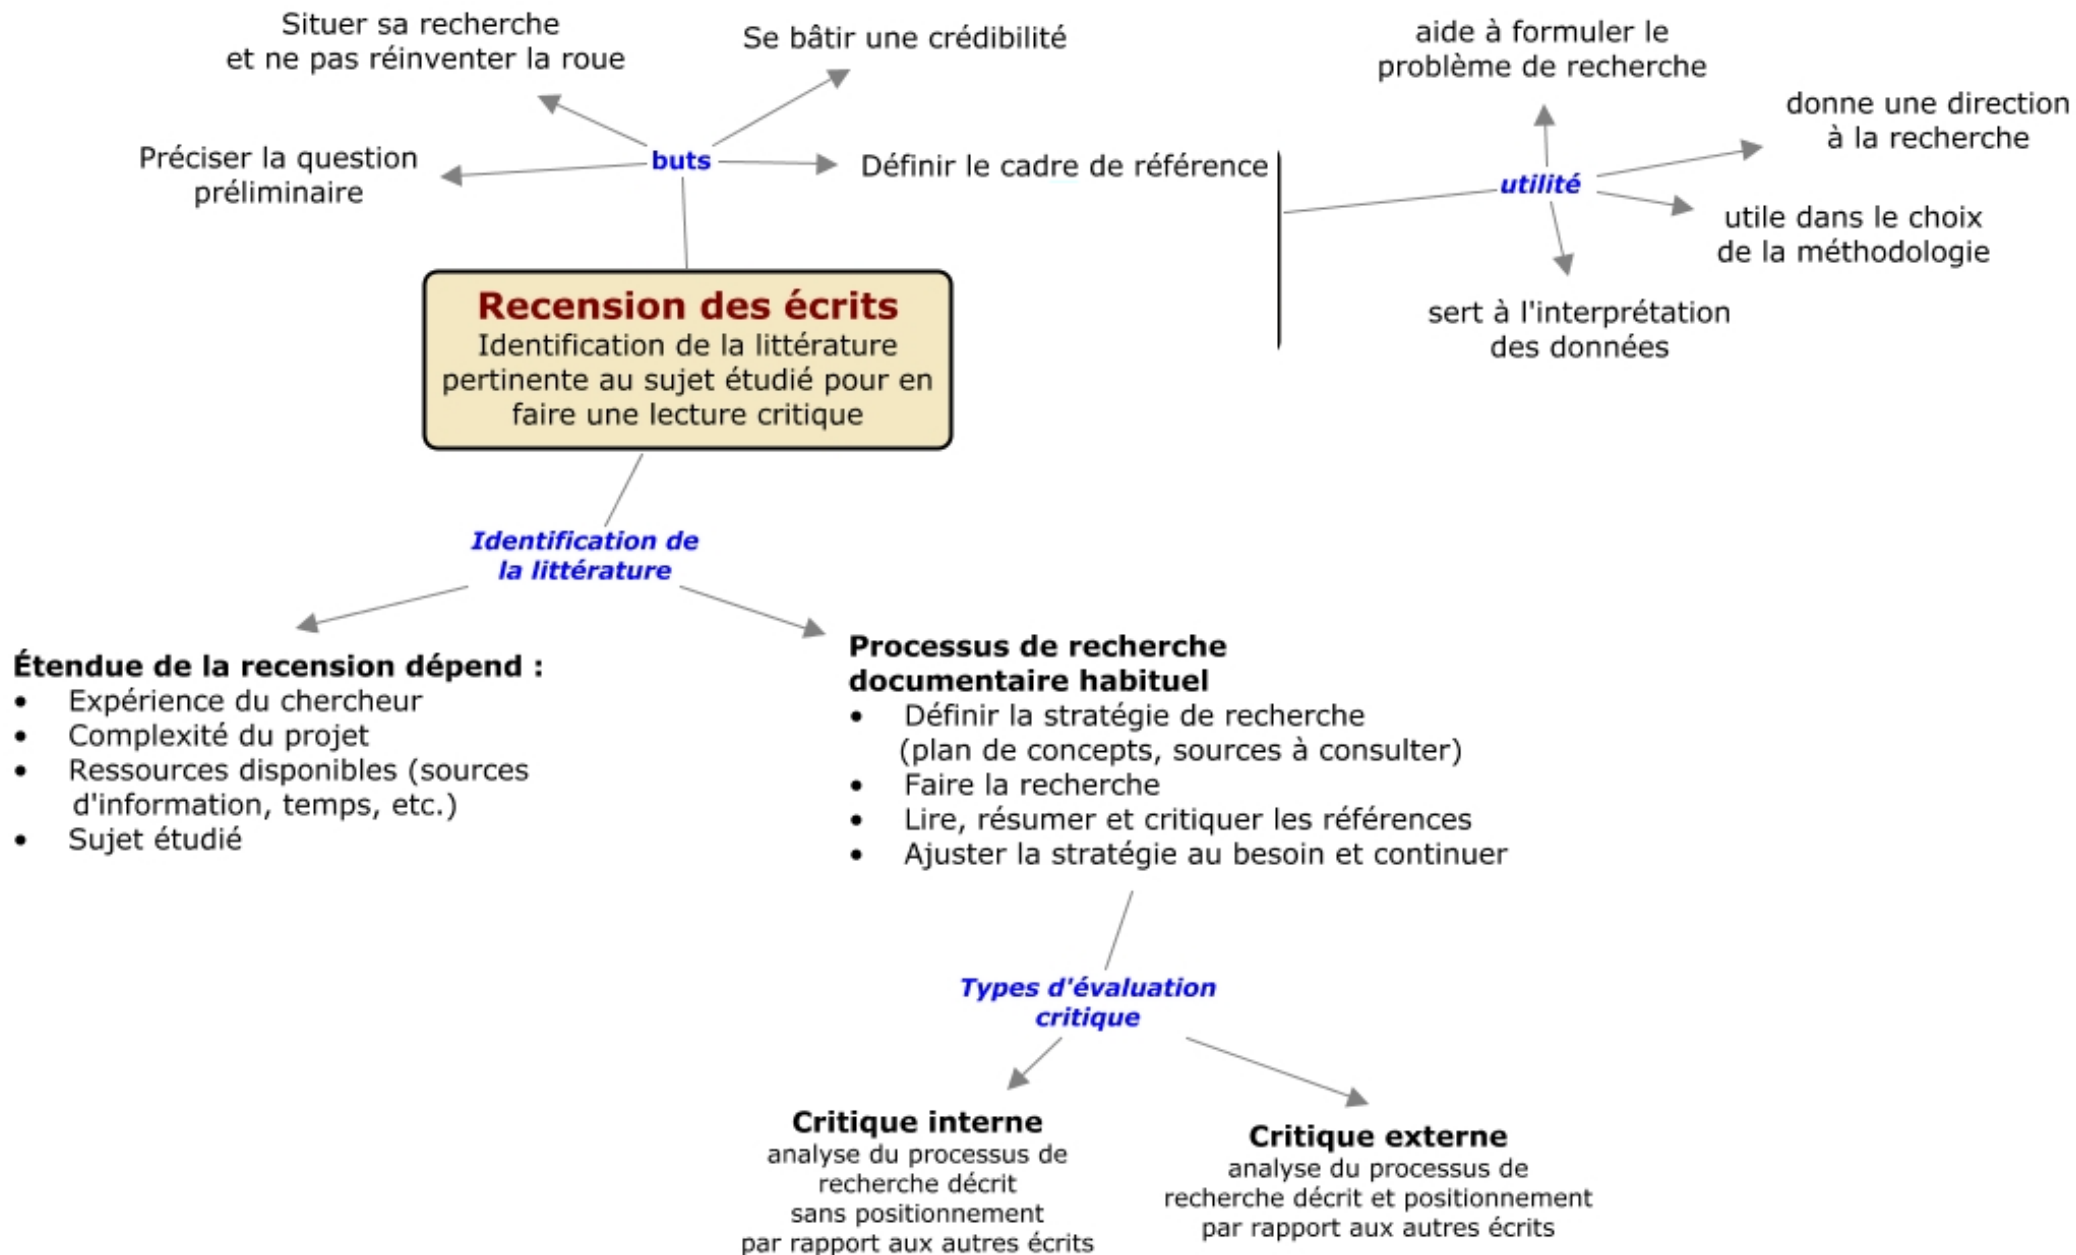 Situer sa recherche
et ne pas réinventer la roue
Se bâtir une crédibilité
Préciser la question
préliminaire
buts
Définir le cadre de référence
aide à formuler le
problème de recherche
donne une direction
à la recherche
utilité
utile dans le choix
de la méthodologie
sert à l'interprétation
des données
Recension des écrits
Identification de la littérature
pertinente au sujet étudié pour en
faire une lecture critique
Identification de
la littérature
Étendue de la recension dépend :
• Expérience du chercheur
• Complexité du projet
• Ressources disponibles (sources
d'information, temps, etc.)
• Sujet étudié
Processus de recherche
documentaire habituel
• Définir la stratégie de recherche
(plan de concepts, sources à consulter)
• Faire la recherche
• Lire, résumer et critiquer les références
• Ajuster la stratégie au besoin et continuer
Types d'évaluation
critique
Critique interne
analyse du processus de
recherche décrit
sans positionnement
par rapport aux autres écrits
Critique externe
analyse du processus de
recherche décrit et positionnement
par rapport aux autres écrits